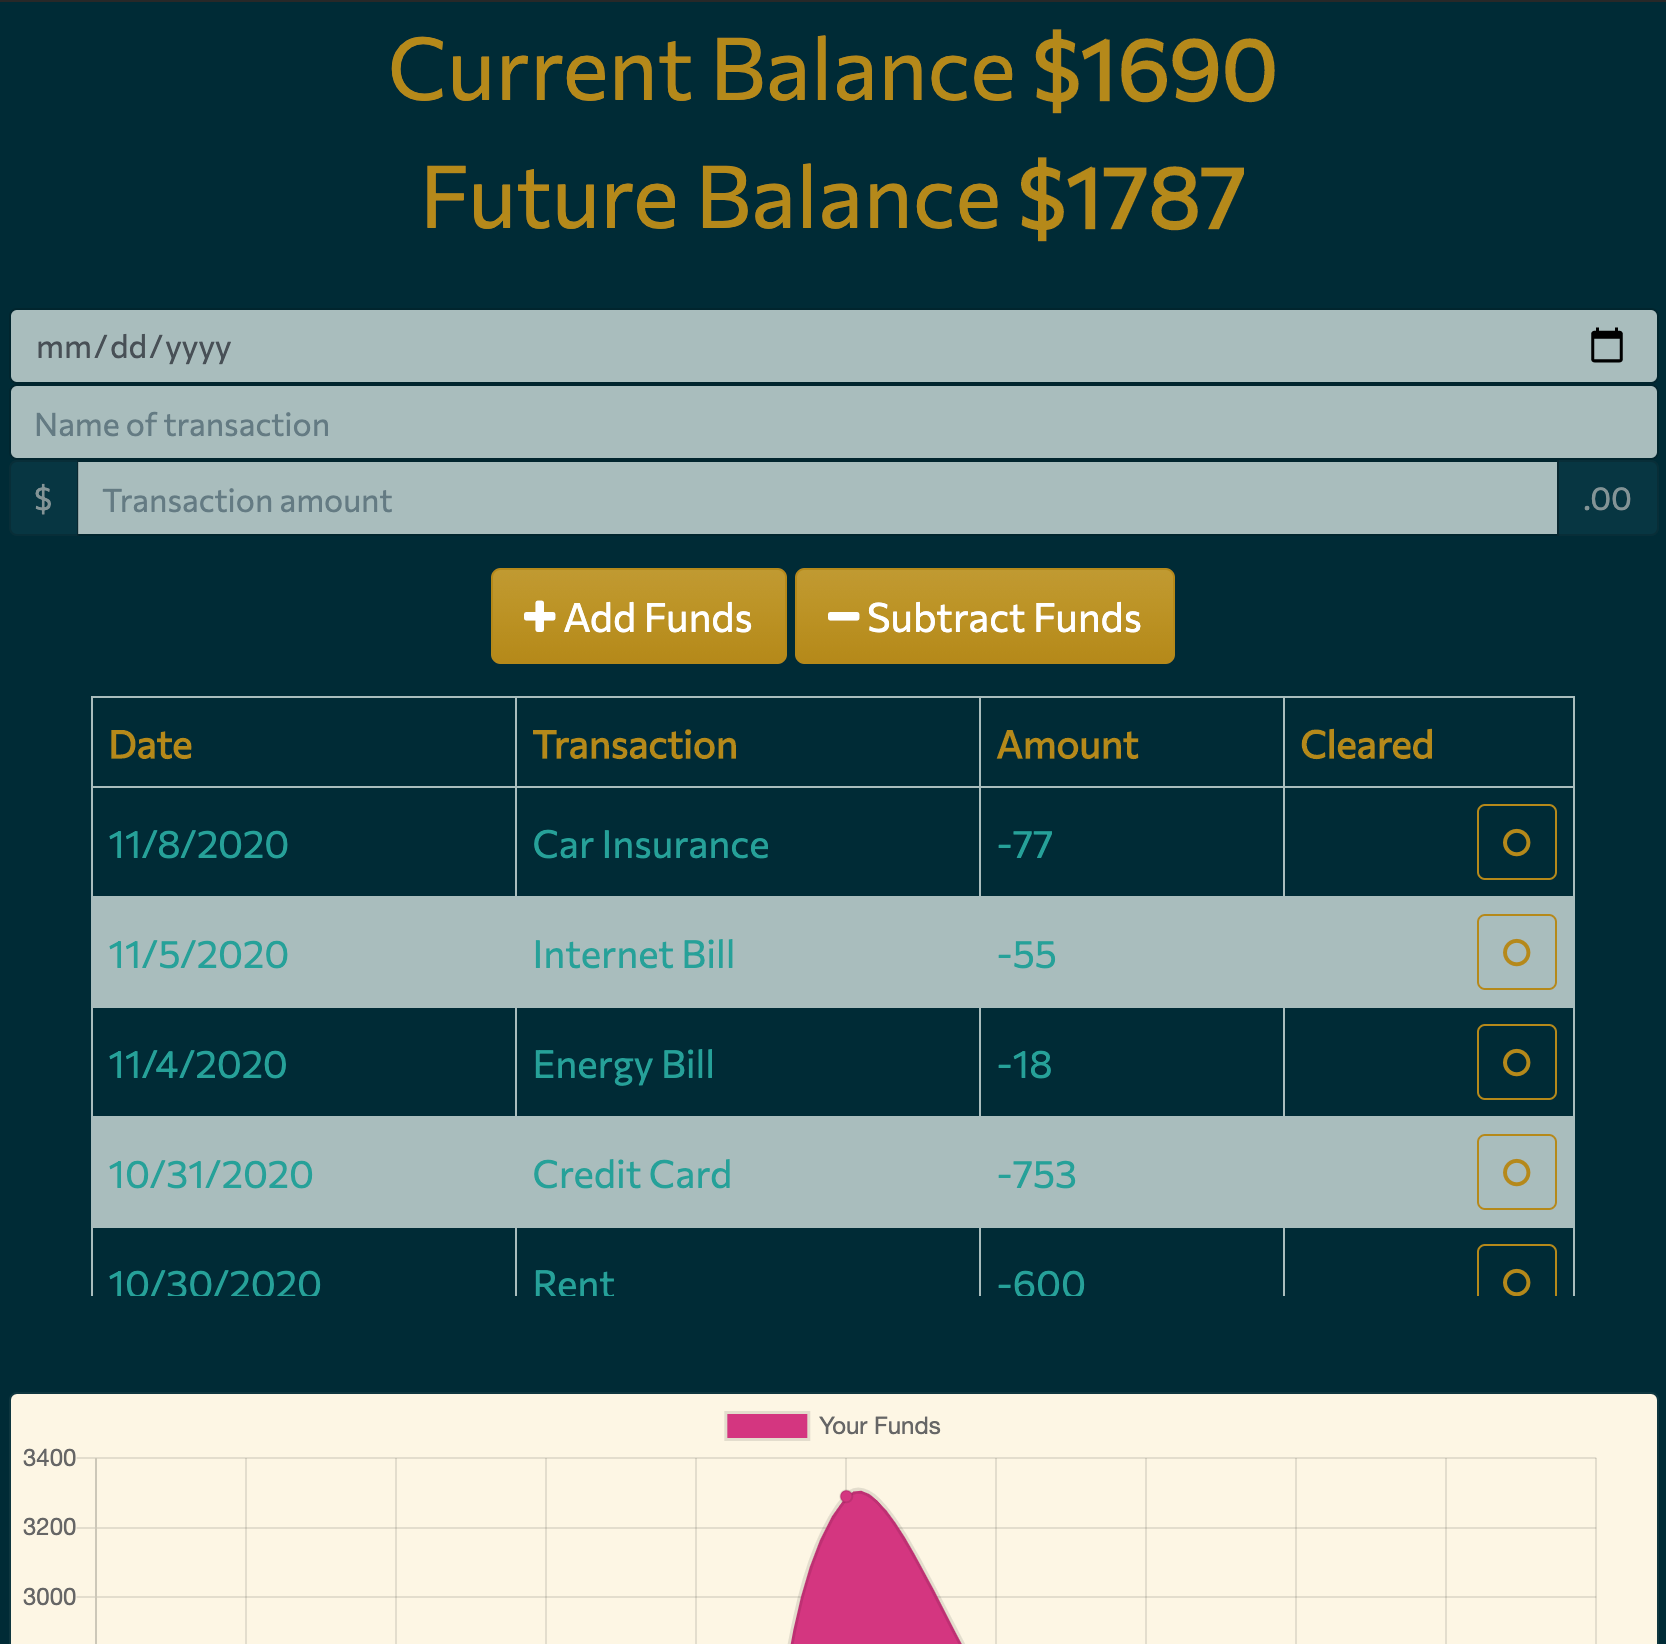 Current Balance $1690
Future Balance $1787
mm/dd/yyyy
Name of transaction
$ Transaction amount .00
Add Funds Subtract Funds
Date Transaction Amount Cleared
11/8/2020 Car Insurance -77
11/5/2020 Internet Bill -55
11/4/2020 Energy Bill -18
10/31/2020 Credit Card -753
10/30/2020 Rent -600
Your Funds
3400
3200
3000